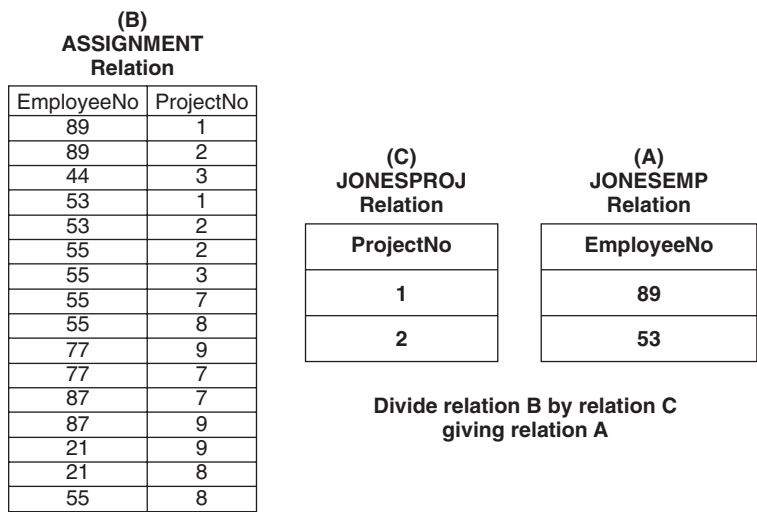 (B)
ASSIGNMENT
Relation
EmployeeNo ProjectNo
89 1
89 2
44 3
53 1
53 2
55 2
55 3
55 7
55 8
77 9
77 7
87 7
87 9
21 9
21 8
55 8
(C)
JONESPROJ
Relation
ProjectNo
1
2
(A)
JONESEMP
Relation
EmployeeNo
89
53
Divide relation B by relation C
giving relation A